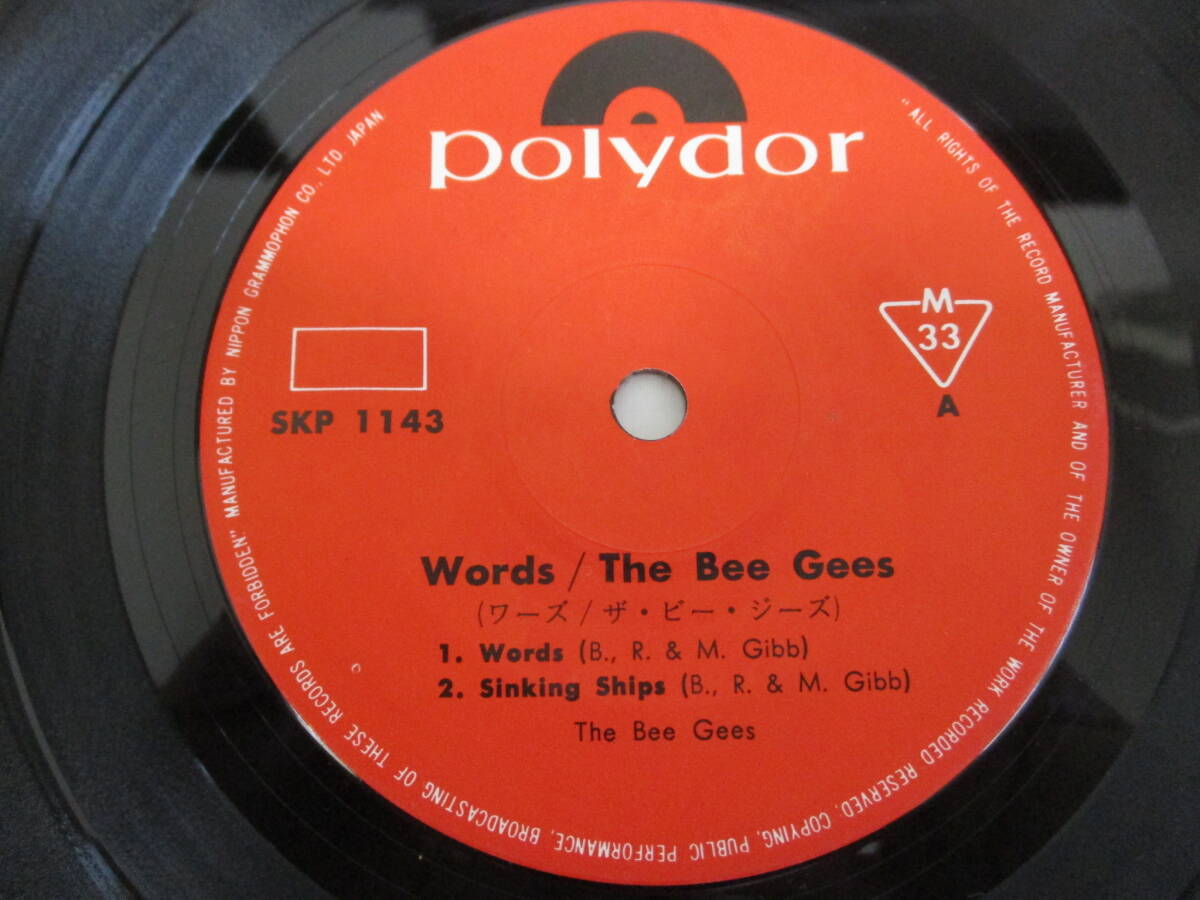 polydor
"ALL RIGHTS OF THE RECORD MANUFACTURER AND OF THE OWNER OF THE WORK RECORDED RESERVED. COPYING, PUBLIC PERFORMANCE, BROADCASTING OF THESE RECORDS ARE FORBIDDEN" MANUFACTURED BY NIPPON GRAMMOPHON CO., LTD. JAPAN
M
33
A
SKP 1143
Words / The Bee Gees
(ワーズ / ザ・ビー・ジーズ)
1. Words (B., R. & M. Gibb)
2. Sinking Ships (B., R. & M. Gibb)
The Bee Gees